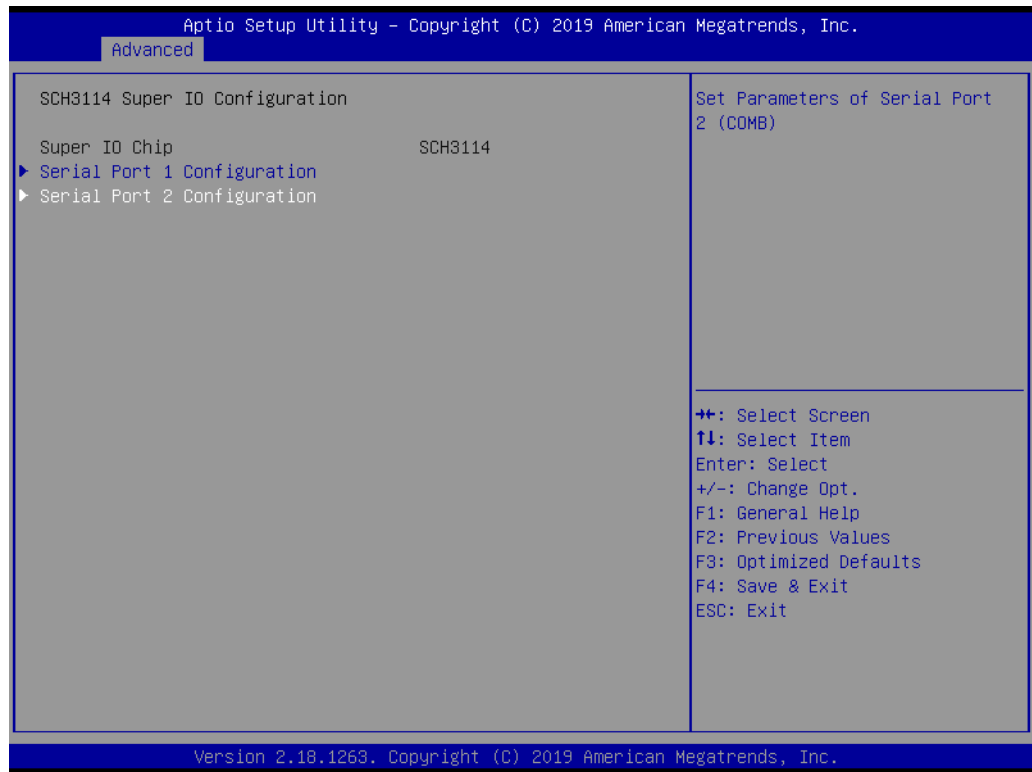 Aptio Setup Utility – Copyright (C) 2019 American Megatrends, Inc.
Advanced
SCH3114 Super IO Configuration
Super IO Chip SCH3114
▶ Serial Port 1 Configuration
▶ Serial Port 2 Configuration
Set Parameters of Serial Port
2 (COMB)
→←: Select Screen
↑↓: Select Item
Enter: Select
+/-: Change Opt.
F1: General Help
F2: Previous Values
F3: Optimized Defaults
F4: Save & Exit
ESC: Exit
Version 2.18.1263. Copyright (C) 2019 American Megatrends, Inc.